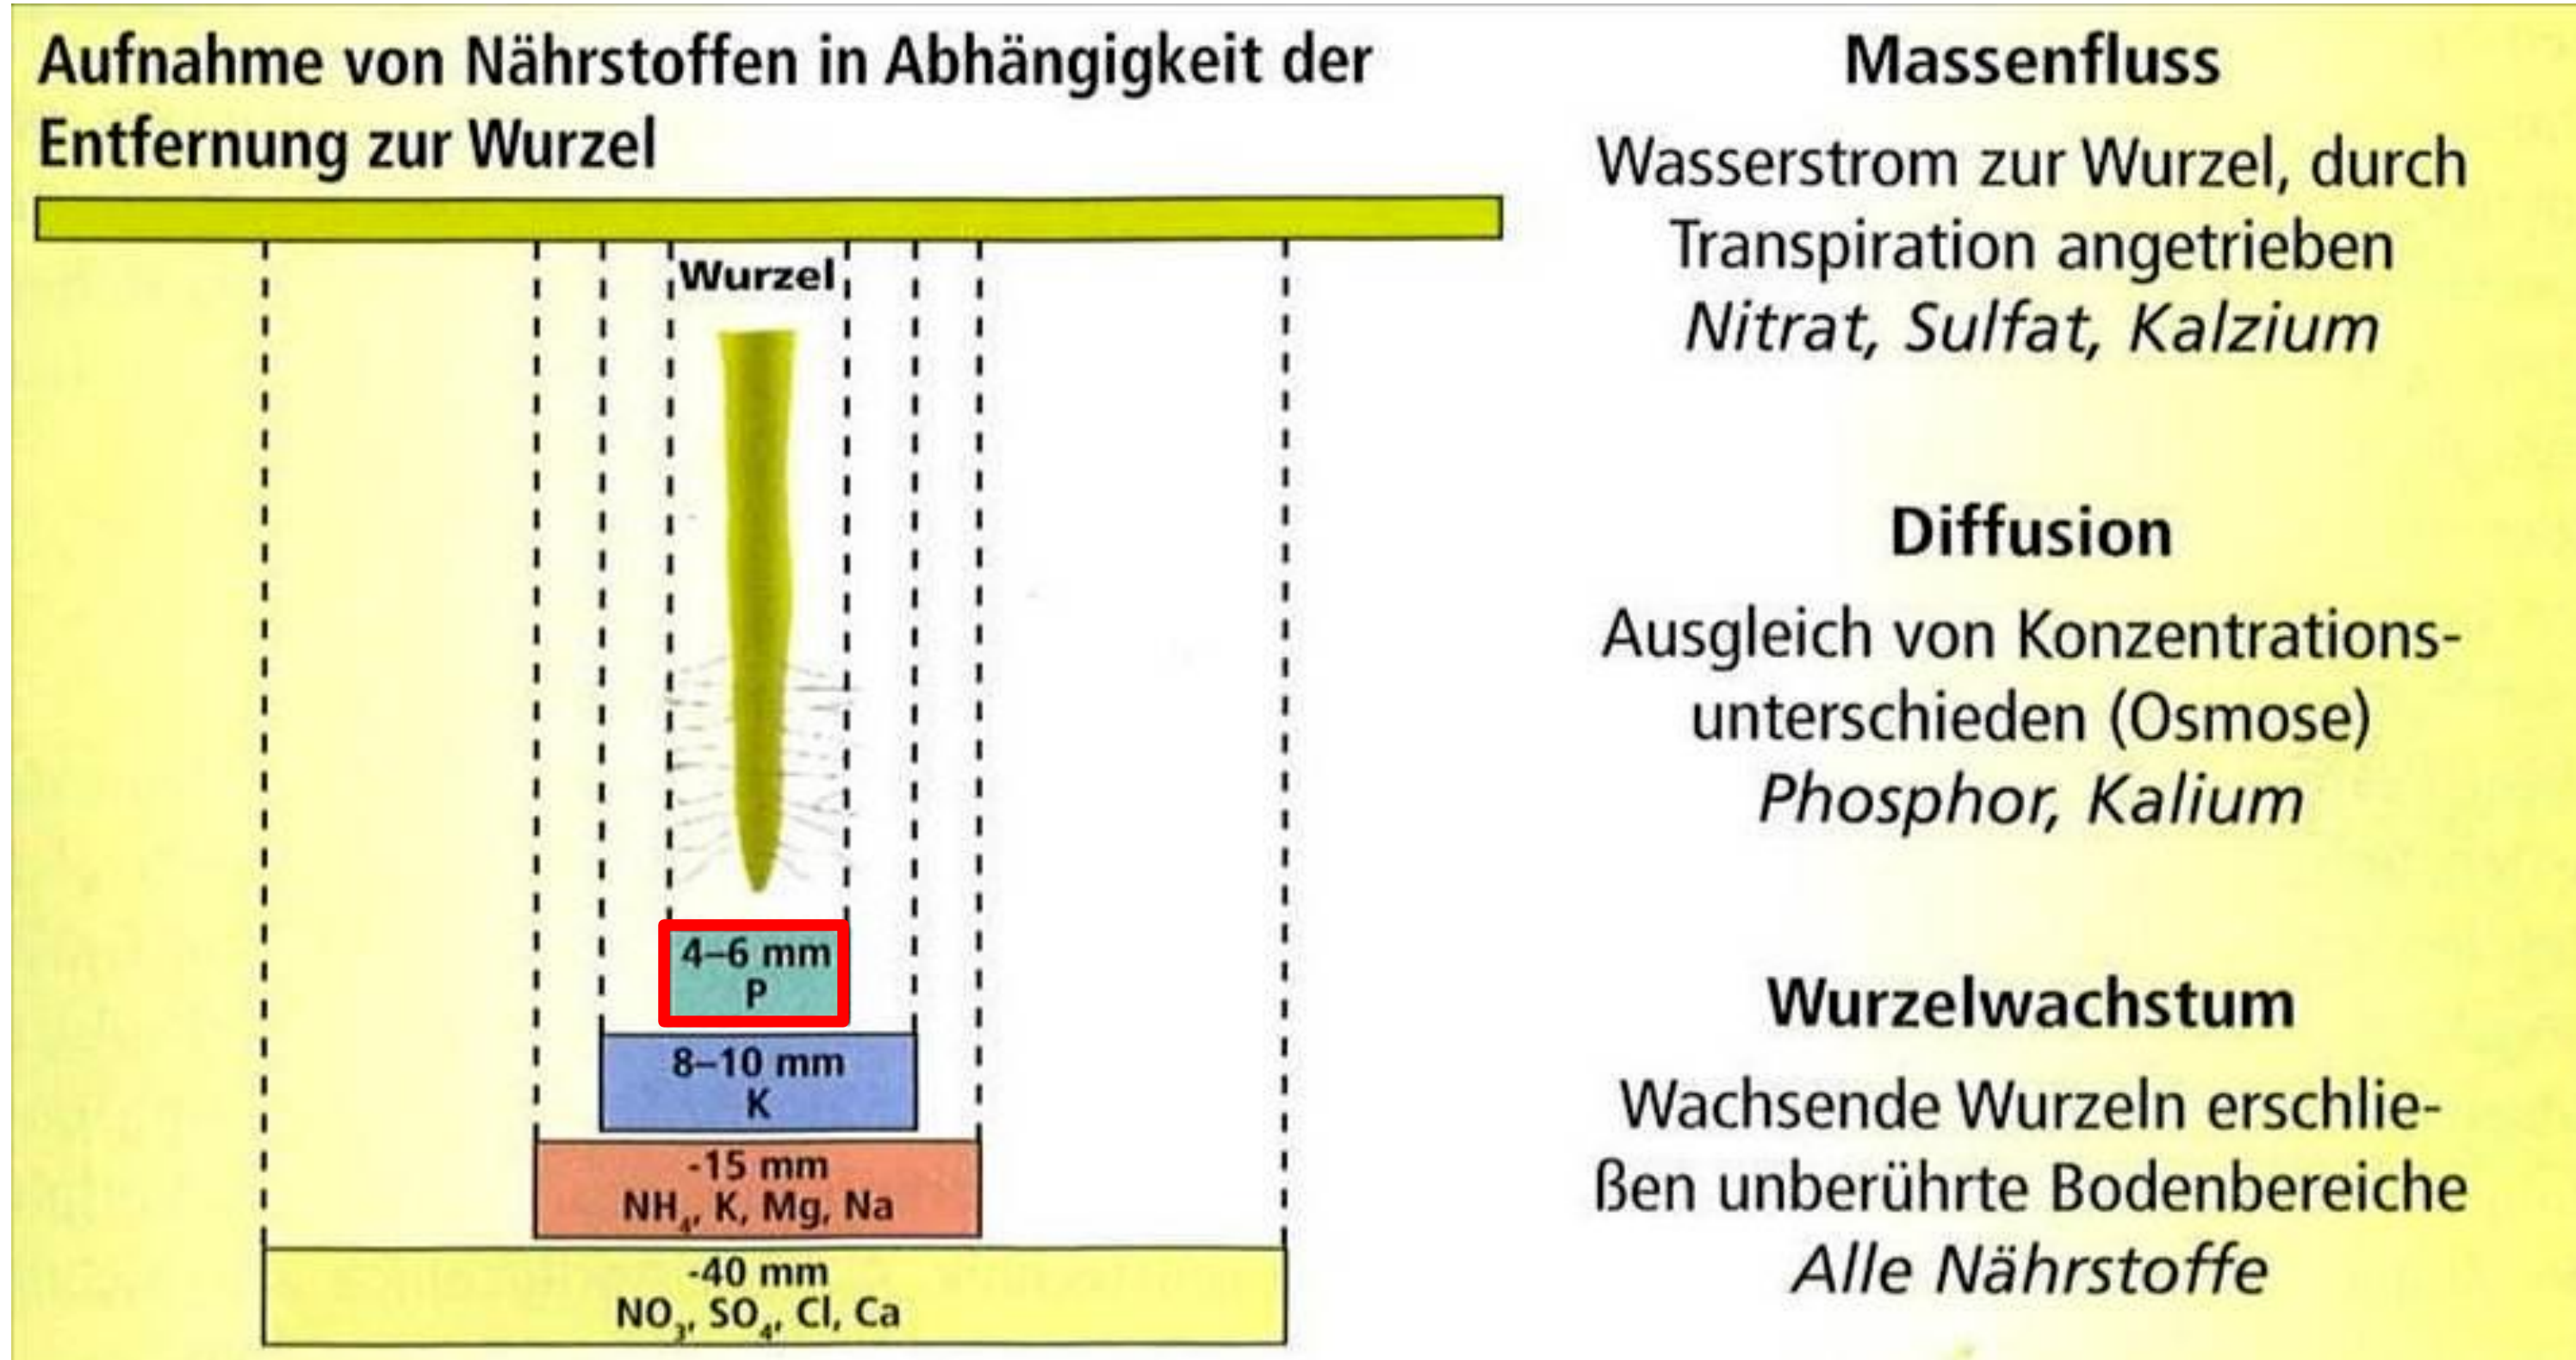 Aufnahme von Nährstoffen in Abhängigkeit der
Entfernung zur Wurzel
Wurzel
4–6 mm
P
8–10 mm
K
-15 mm
NH₄, K, Mg, Na
-40 mm
NO₃, SO₄, Cl, Ca
Massenfluss
Wasserstrom zur Wurzel, durch
Transpiration angetrieben
Nitrat, Sulfat, Kalzium
Diffusion
Ausgleich von Konzentrations-
unterschieden (Osmose)
Phosphor, Kalium
Wurzelwachstum
Wachsende Wurzeln erschlie-
ßen unberührte Bodenbereiche
Alle Nährstoffe